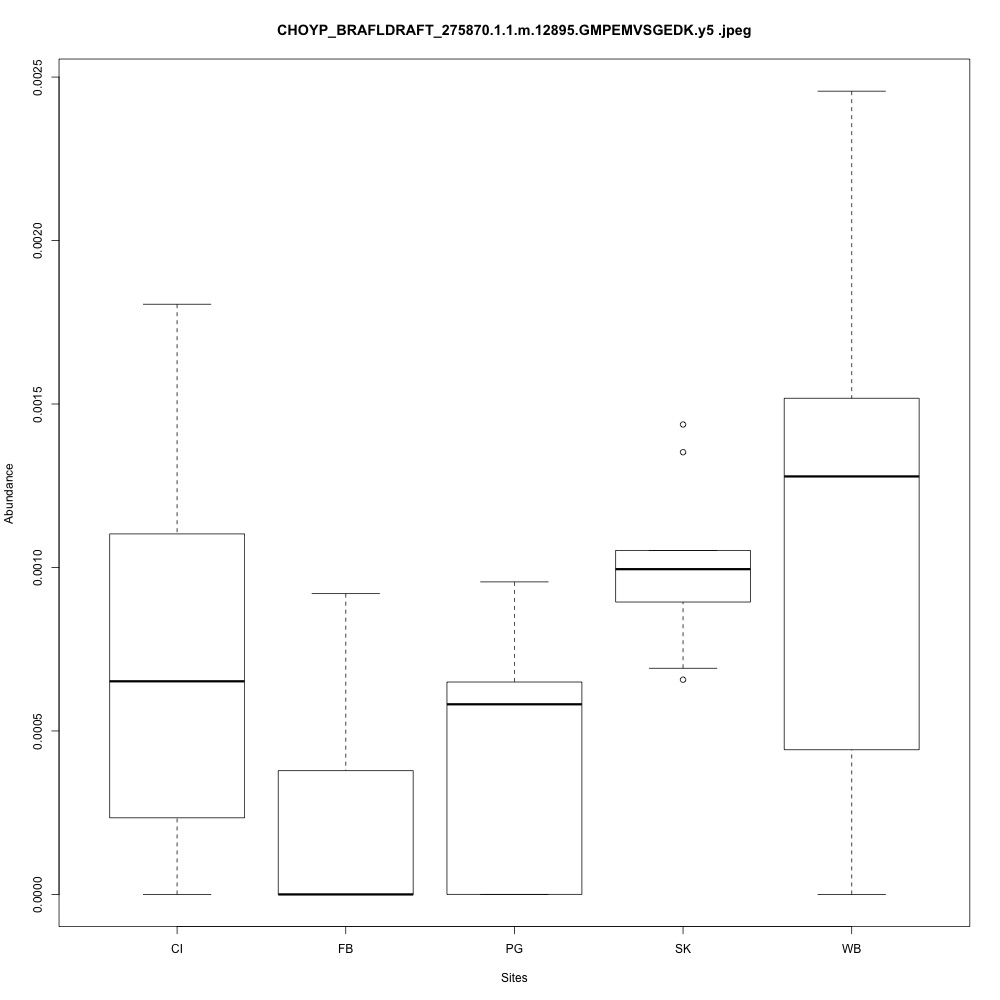 CHOYP_BRAFLDRAFT_275870.1.1.m.12895.GMPEMVSGEDK.y5 .jpeg
Abundance
0.0025
0.0020
0.0015
0.0010
0.0005
0.0000
CI FB PG SK WB
Sites